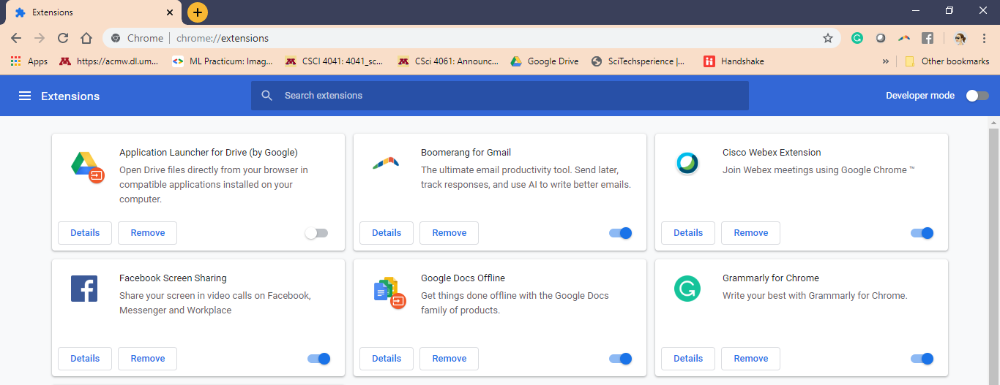 Extensions
Chrome chrome://extensions
Apps https://acmw.dl.um... ML Practicum: Imag... CSCI 4041: 4041_sc... CSci 4061: Announc... Google Drive SciTechsperience |... Handshake » Other bookmarks
Extensions Search extensions Developer mode
Application Launcher for Drive (by Google)
Open Drive files directly from your browser in
compatible applications installed on your
computer.
Details Remove
Boomerang for Gmail
The ultimate email productivity tool. Send later,
track responses, and use AI to write better emails.
Details Remove
Cisco Webex Extension
Join Webex meetings using Google Chrome ™
Details Remove
Facebook Screen Sharing
Share your screen in video calls on Facebook,
Messenger and Workplace
Details Remove
Google Docs Offline
Get things done offline with the Google Docs
family of products.
Details Remove
Grammarly for Chrome
Write your best with Grammarly for Chrome.
Details Remove